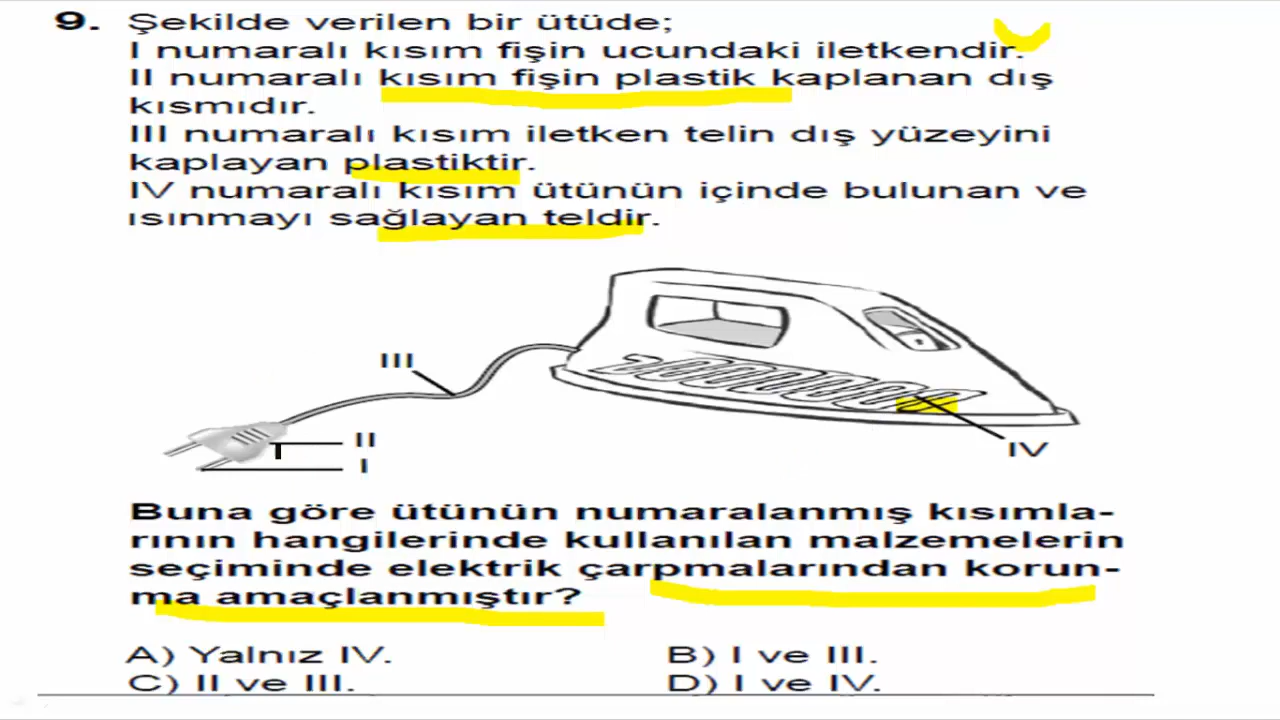 9. Şekilde verilen bir ütüde;
I numaralı kısım fişin ucundaki iletkendir.
II numaralı kısım fişin plastik kaplanan dış
kısmıdır.
III numaralı kısım iletken telin dış yüzeyini
kaplayan plastiktir.
IV numaralı kısım ütünün içinde bulunan ve
ısınmayı sağlayan teldir.
III
II
I
IV
Buna göre ütünün numaralanmış kısımla-
rının hangilerinde kullanılan malzemelerin
seçiminde elektrik çarpmalarından korun-
ma amaçlanmıştır?
A) Yalnız IV. B) I ve III.
C) II ve III. D) I ve IV.